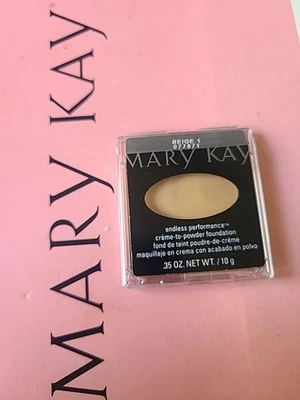 MARY KAY
BEIGE 1
077871
MARY KAY
endless performance™
crème-to-powder foundation
fond de teint poudre-de-crème
maquillaje en crema con acabado en polvo
.35 OZ. NET WT. / 10 g